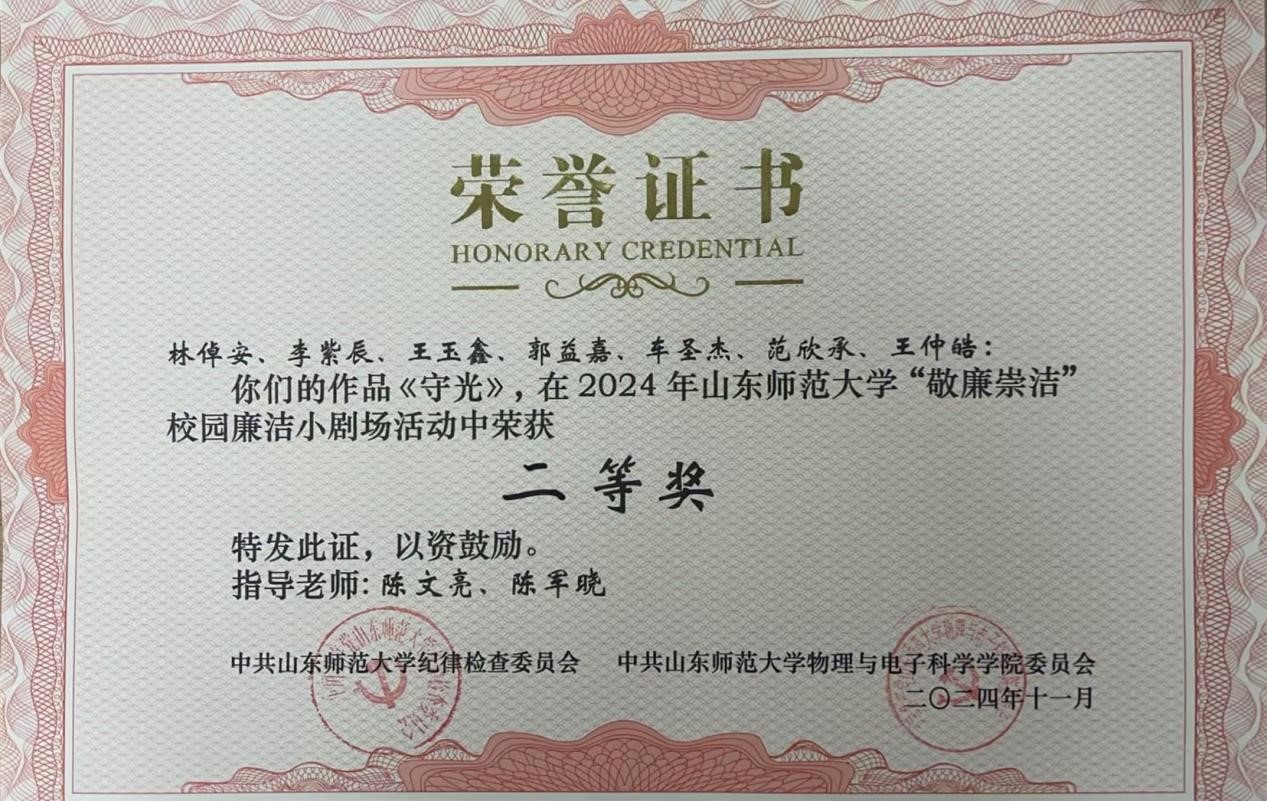 荣誉证书
HONORARY CREDENTIAL
林倬安、李紫辰、王玉鑫、郭益嘉、车圣杰、范欣承、王仲皓：
你们的作品《守光》，在2024年山东师范大学“敬廉崇洁”
校园廉洁小剧场活动中荣获
二等奖
特发此证，以资鼓励。
指导老师：陈文亮、陈军晓
中共山东师范大学纪律检查委员会 中共山东师范大学物理与电子科学学院委员会
二〇二四年十一月